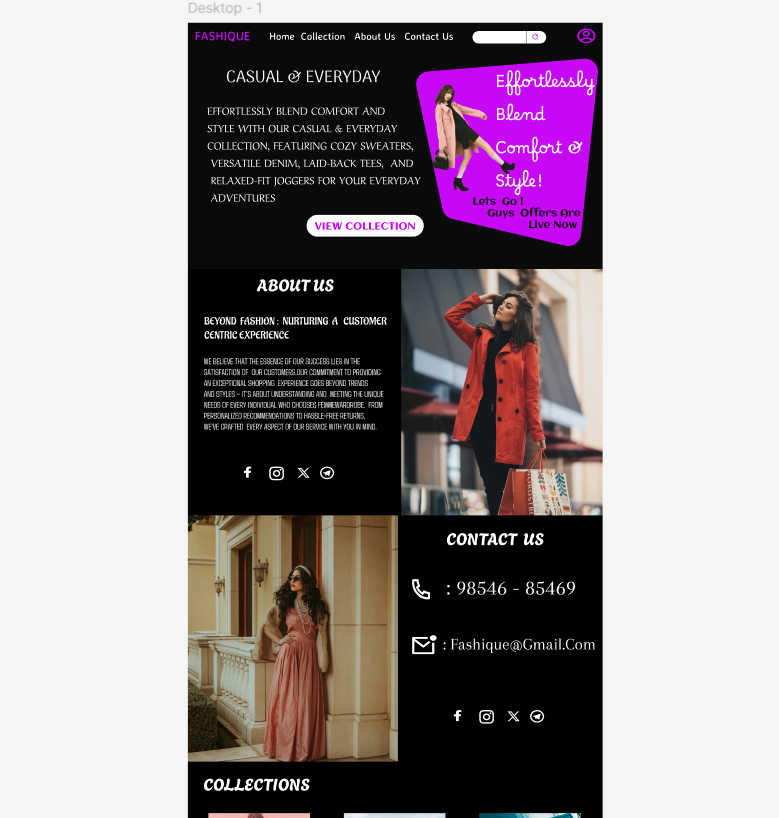 Desktop - 1
FASHIQUE Home Collection About Us Contact Us
CASUAL & EVERYDAY
EFFORTLESSLY BLEND COMFORT AND
STYLE WITH OUR CASUAL & EVERYDAY
COLLECTION, FEATURING COZY SWEATERS,
VERSATILE DENIM, LAID-BACK TEES, AND
RELAXED-FIT JOGGERS FOR YOUR EVERYDAY
ADVENTURES
VIEW COLLECTION
Effortlessly
Blend
Comfort &
Style!
Lets Go !
Guys Offers Are
Live Now
ABOUT US
BEYOND FASHION : NURTURING A CUSTOMER
CENTRIC EXPERIENCE
WE BELIEVE THAT THE ESSENCE OF OUR SUCCESS LIES IN THE
SATISFACTION OF OUR CUSTOMERS.OUR COMMITMENT TO PROVIDING
AN EXCEPTIONAL SHOPPING EXPERIENCE GOES BEYOND TRENDS
AND STYLES – IT'S ABOUT UNDERSTANDING AND MEETING THE UNIQUE
NEEDS OF EVERY INDIVIDUAL WHO CHOOSES FEMMEWARDROBE. FROM
PERSONALIZED RECOMMENDATIONS TO HASSLE-FREE RETURNS,
WE'VE CRAFTED EVERY ASPECT OF OUR SERVICE WITH YOU IN MIND.
CONTACT US
: 98546 - 85469
: Fashique@Gmail.Com
COLLECTIONS